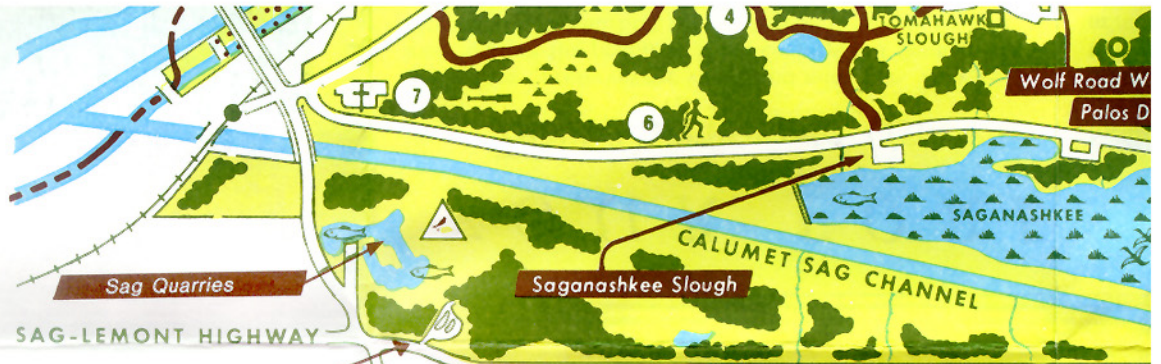 4
TOMAHAWK
SLOUGH
Wolf Road W
Palos D
7
6
SAGANASHKEE
CALUMET SAG CHANNEL
Sag Quarries
Saganashkee Slough
SAG-LEMONT HIGHWAY